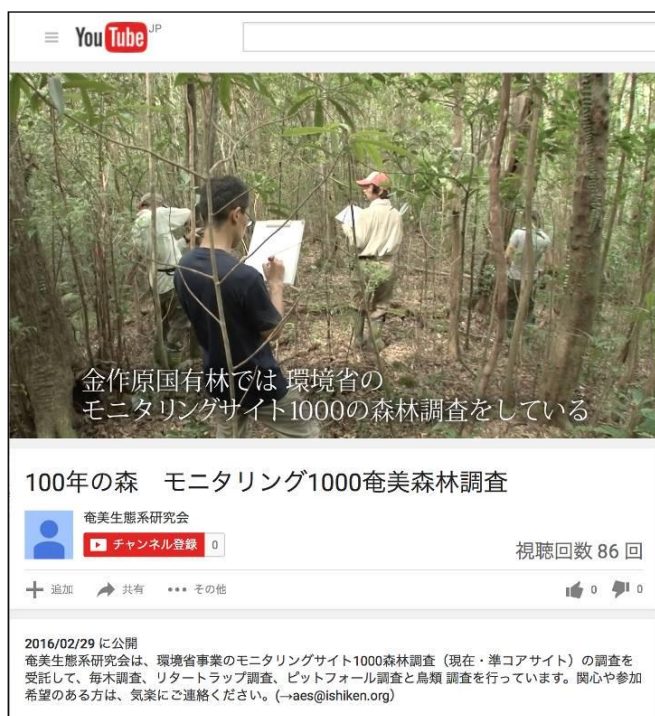 YouTube JP
金作原国有林では 環境省の
モニタリングサイト1000の森林調査をしている
100年の森　モニタリング1000奄美森林調査
奄美生態系研究会
チャンネル登録 0
視聴回数 86 回
追加 共有 その他 0 0
2016/02/29 に公開
奄美生態系研究会は、環境省事業のモニタリングサイト1000森林調査（現在・準コアサイト）の調査を
受託して、毎木調査、リタートラップ調査、ピットフォール調査と鳥類 調査を行っています。関心や参加
希望のある方は、気楽にご連絡ください。(→aes@ishiken.org)